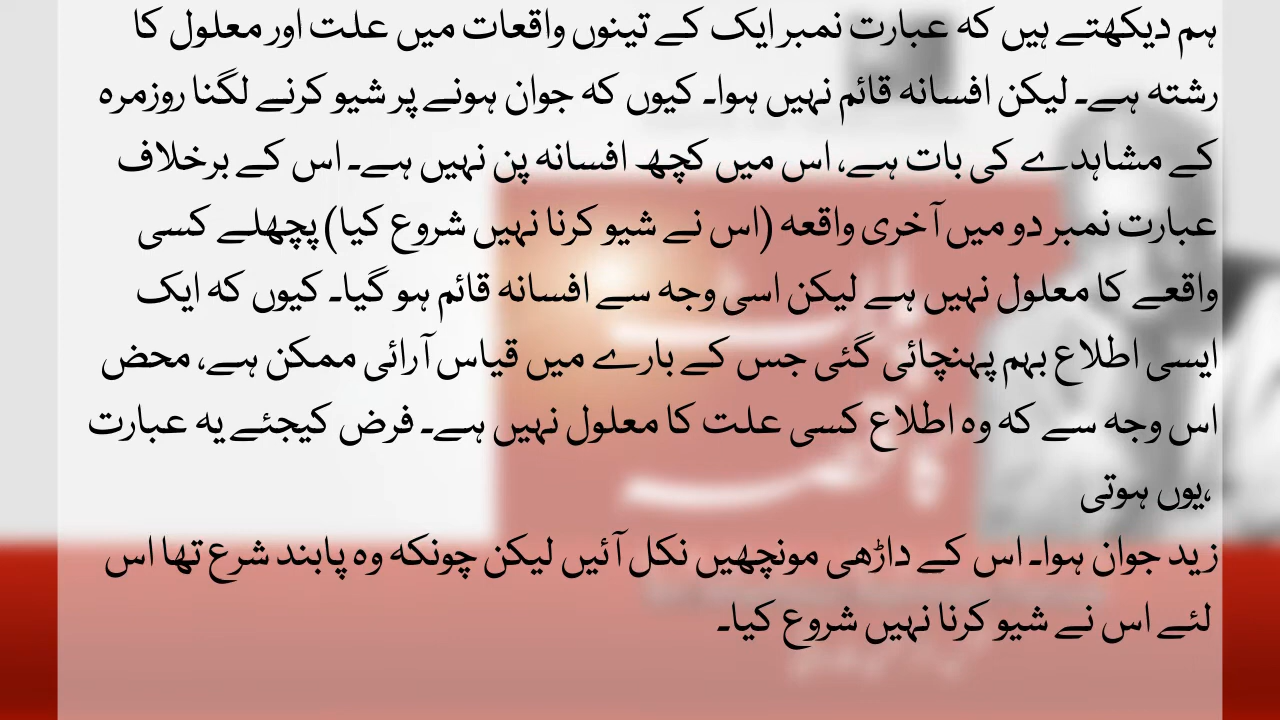 ہم دیکھتے ہیں کہ عبارت نمبر ایک کے تینوں واقعات میں علت اور معلول کا
رشتہ ہے۔ لیکن افسانہ قائم نہیں ہوا۔ کیوں کہ جوان ہونے پر شیو کرنے لگنا روزمرہ
کے مشاہدے کی بات ہے، اس میں کچھ افسانہ پن نہیں ہے۔ اس کے برخلاف
عبارت نمبر دو میں آخری واقعہ (اس نے شیو کرنا نہیں شروع کیا) پچھلے کسی
واقعے کا معلول نہیں ہے لیکن اسی وجہ سے افسانہ قائم ہو گیا۔ کیوں کہ ایک
ایسی اطلاع بہم پہنچائی گئی جس کے بارے میں قیاس آرائی ممکن ہے، محض
اس وجہ سے کہ وہ اطلاع کسی علت کا معلول نہیں ہے۔ فرض کیجئے یہ عبارت
یوں ہوتی،
زید جوان ہوا۔ اس کے داڑھی مونچھیں نکل آئیں لیکن چونکہ وہ پابند شرع تھا اس
لئے اس نے شیو کرنا نہیں شروع کیا۔